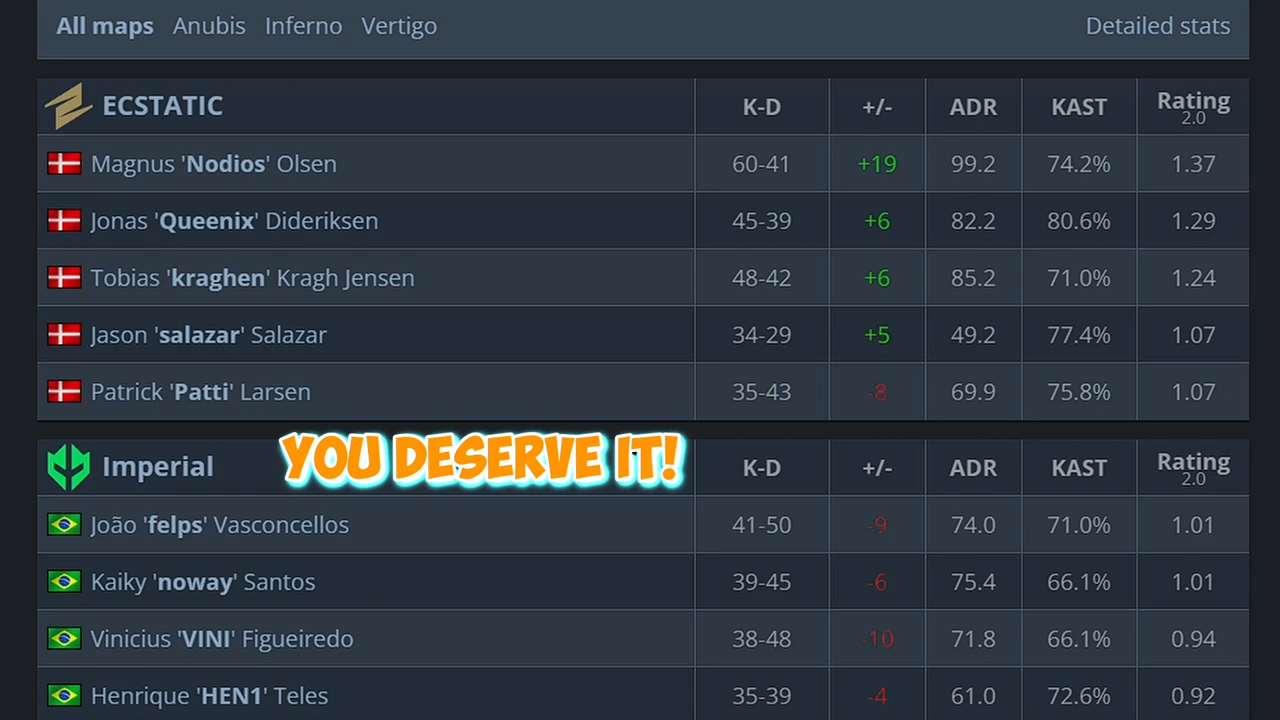 All maps Anubis Inferno Vertigo Detailed stats
ECSTATIC K-D +/- ADR KAST Rating 2.0
Magnus 'Nodios' Olsen 60-41 +19 99.2 74.2% 1.37
Jonas 'Queenix' Dideriksen 45-39 +6 82.2 80.6% 1.29
Tobias 'kraghen' Kragh Jensen 48-42 +6 85.2 71.0% 1.24
Jason 'salazar' Salazar 34-29 +5 49.2 77.4% 1.07
Patrick 'Patti' Larsen 35-43 -8 69.9 75.8% 1.07
YOU DESERVE IT!
Imperial K-D +/- ADR KAST Rating 2.0
João 'felps' Vasconcellos 41-50 -9 74.0 71.0% 1.01
Kaiky 'noway' Santos 39-45 -6 75.4 66.1% 1.01
Vinicius 'VINI' Figueiredo 38-48 -10 71.8 66.1% 0.94
Henrique 'HEN1' Teles 35-39 -4 61.0 72.6% 0.92